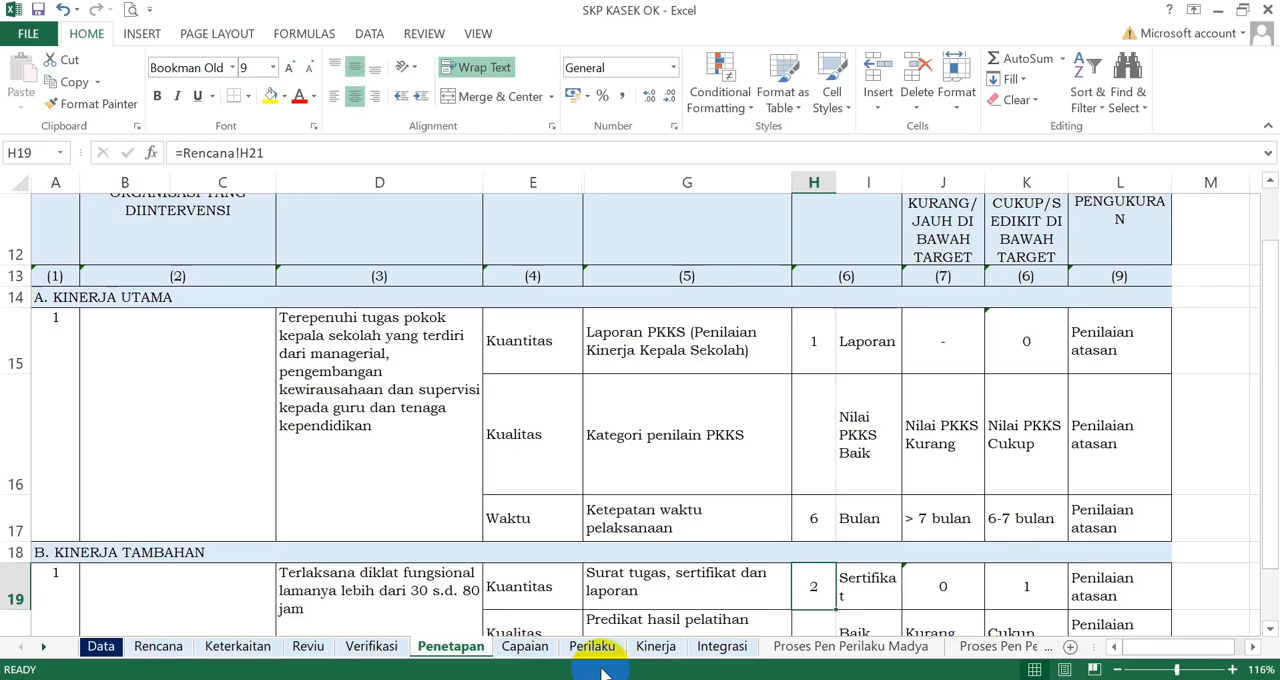 SKP KASEK OK - Excel
FILE HOME INSERT PAGE LAYOUT FORMULAS DATA REVIEW VIEW Microsoft account
Paste Cut Copy Format Painter
Clipboard
Bookman Old 9
B I U A
Font
Wrap Text
Merge & Center
Alignment
General
%
Number
Conditional Formatting Format as Table Cell Styles
Styles
Insert Delete Format
Cells
AutoSum
Fill
Clear
Sort & Filter Find & Select
Editing
H19 fx =Rencana!H21
A B C D E G H I J K L M
DIINTERVENSI
KURANG/
JAUH DI
BAWAH
TARGET
CUKUP/S
EDIKIT DI
BAWAH
TARGET
PENGUKURA
N
12
13 (1) (2) (3) (4) (5) (6) (7) (6) (9)
14 A. KINERJA UTAMA
15 1
Terepenuhi tugas pokok
kepala sekolah yang terdiri
dari managerial,
pengembangan
kewirausahaan dan supervisi
kepada guru dan tenaga
kependidikan
Kuantitas
Laporan PKKS (Penilaian
Kinerja Kepala Sekolah)
1 Laporan - 0
Penilaian
atasan
16
Kualitas
Kategori penilain PKKS
Nilai
PKKS
Baik
Nilai PKKS
Kurang
Nilai PKKS
Cukup
Penilaian
atasan
17
Waktu
Ketepatan waktu
pelaksanaan
6 Bulan > 7 bulan 6-7 bulan
Penilaian
atasan
18 B. KINERJA TAMBAHAN
19 1
Terlaksana diklat fungsional
lamanya lebih dari 30 s.d. 80
jam
Kuantitas
Surat tugas, sertifikat dan
laporan
2
Sertifika
t
0 1
Penilaian
atasan
Kualitas
Predikat hasil pelatihan
Baik Kurang Cukup
Penilaian
Data Rencana Keterkaitan Reviu Verifikasi Penetapan Capaian Perilaku Kinerja Integrasi Proses Pen Perilaku Madya Proses Pen Pe ...
READY 116%